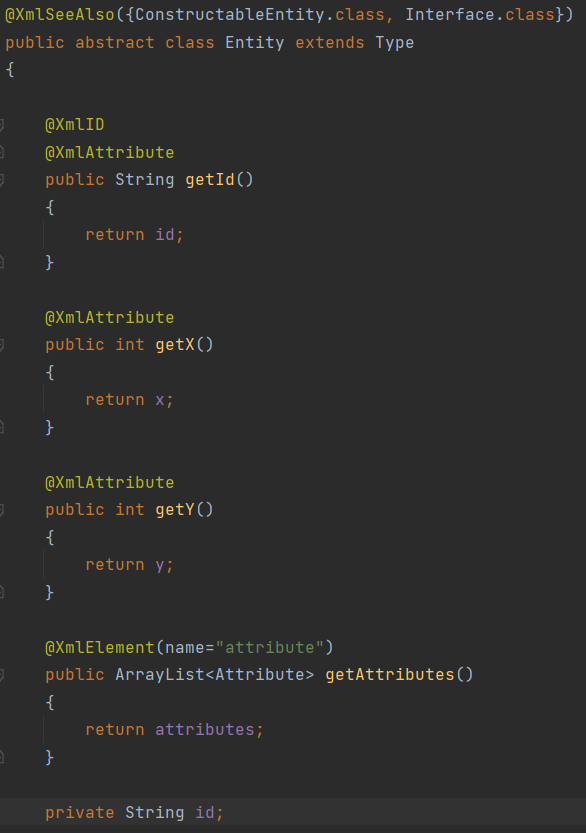 @XmlSeeAlso({ConstructableEntity.class, Interface.class})
public abstract class Entity extends Type
{
@XmlID
@XmlAttribute
public String getId()
{
return id;
}
@XmlAttribute
public int getX()
{
return x;
}
@XmlAttribute
public int getY()
{
return y;
}
@XmlElement(name="attribute")
public ArrayList<Attribute> getAttributes()
{
return attributes;
}
private String id;